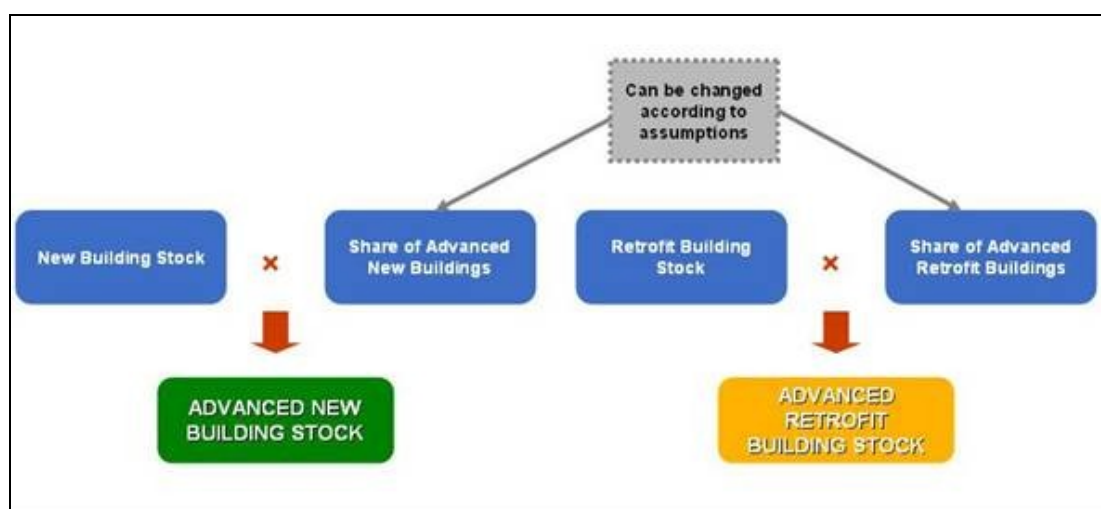 Can be changed
according to
assumptions
New Building Stock
×
Share of Advanced
New Buildings
Retrofit Building
Stock
×
Share of Advanced
Retrofit Buildings
ADVANCED NEW
BUILDING STOCK
ADVANCED
RETROFIT
BUILDING STOCK